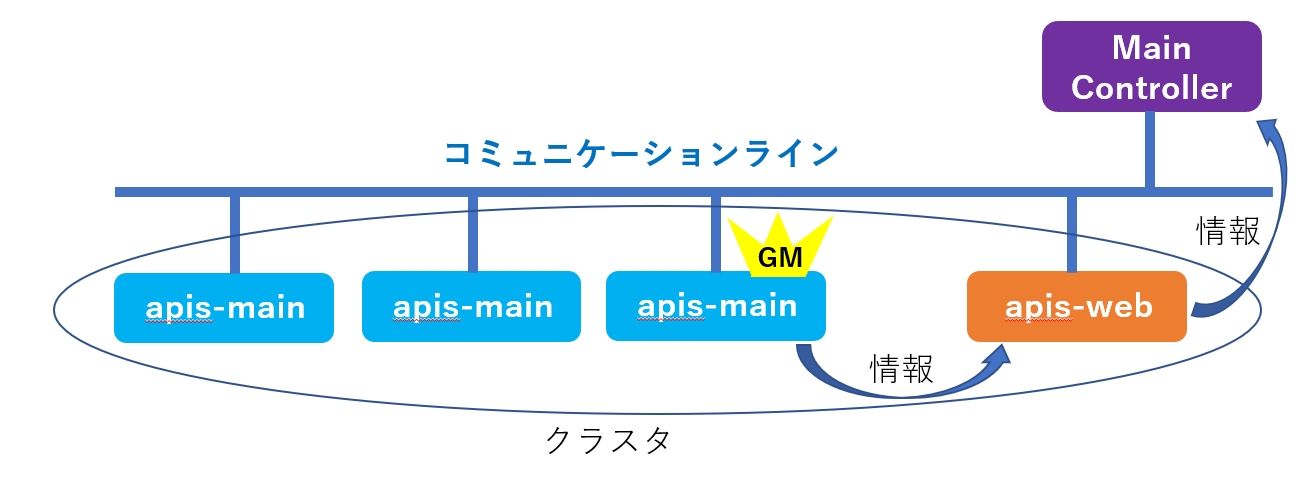 Main
Controller
コミュニケーションライン
情報
GM
apis-main
apis-main
apis-main
apis-web
情報
クラスタ